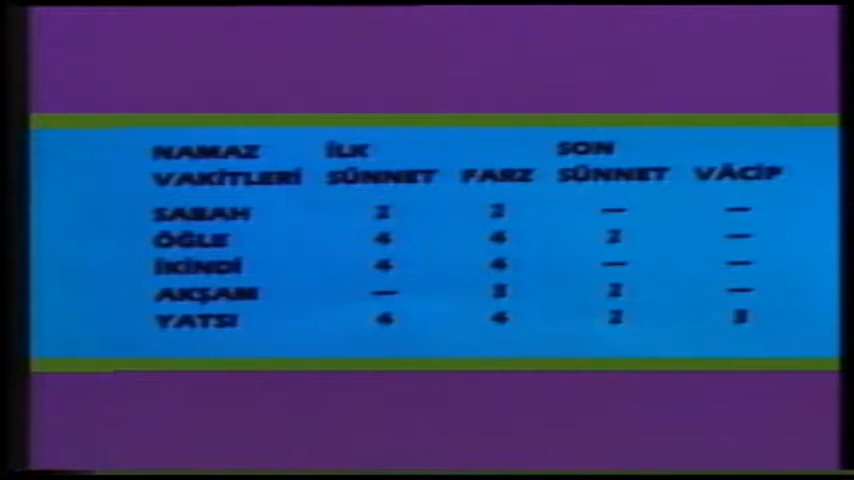 NAMAZ İLK SON
VAKİTLERİ SÜNNET FARZ SÜNNET VÂCİP
SABAH 2 2 — —
ÖĞLE 4 4 2 —
İKİNDİ 4 4 — —
AKŞAM — 3 2 —
YATSI 4 4 2 3